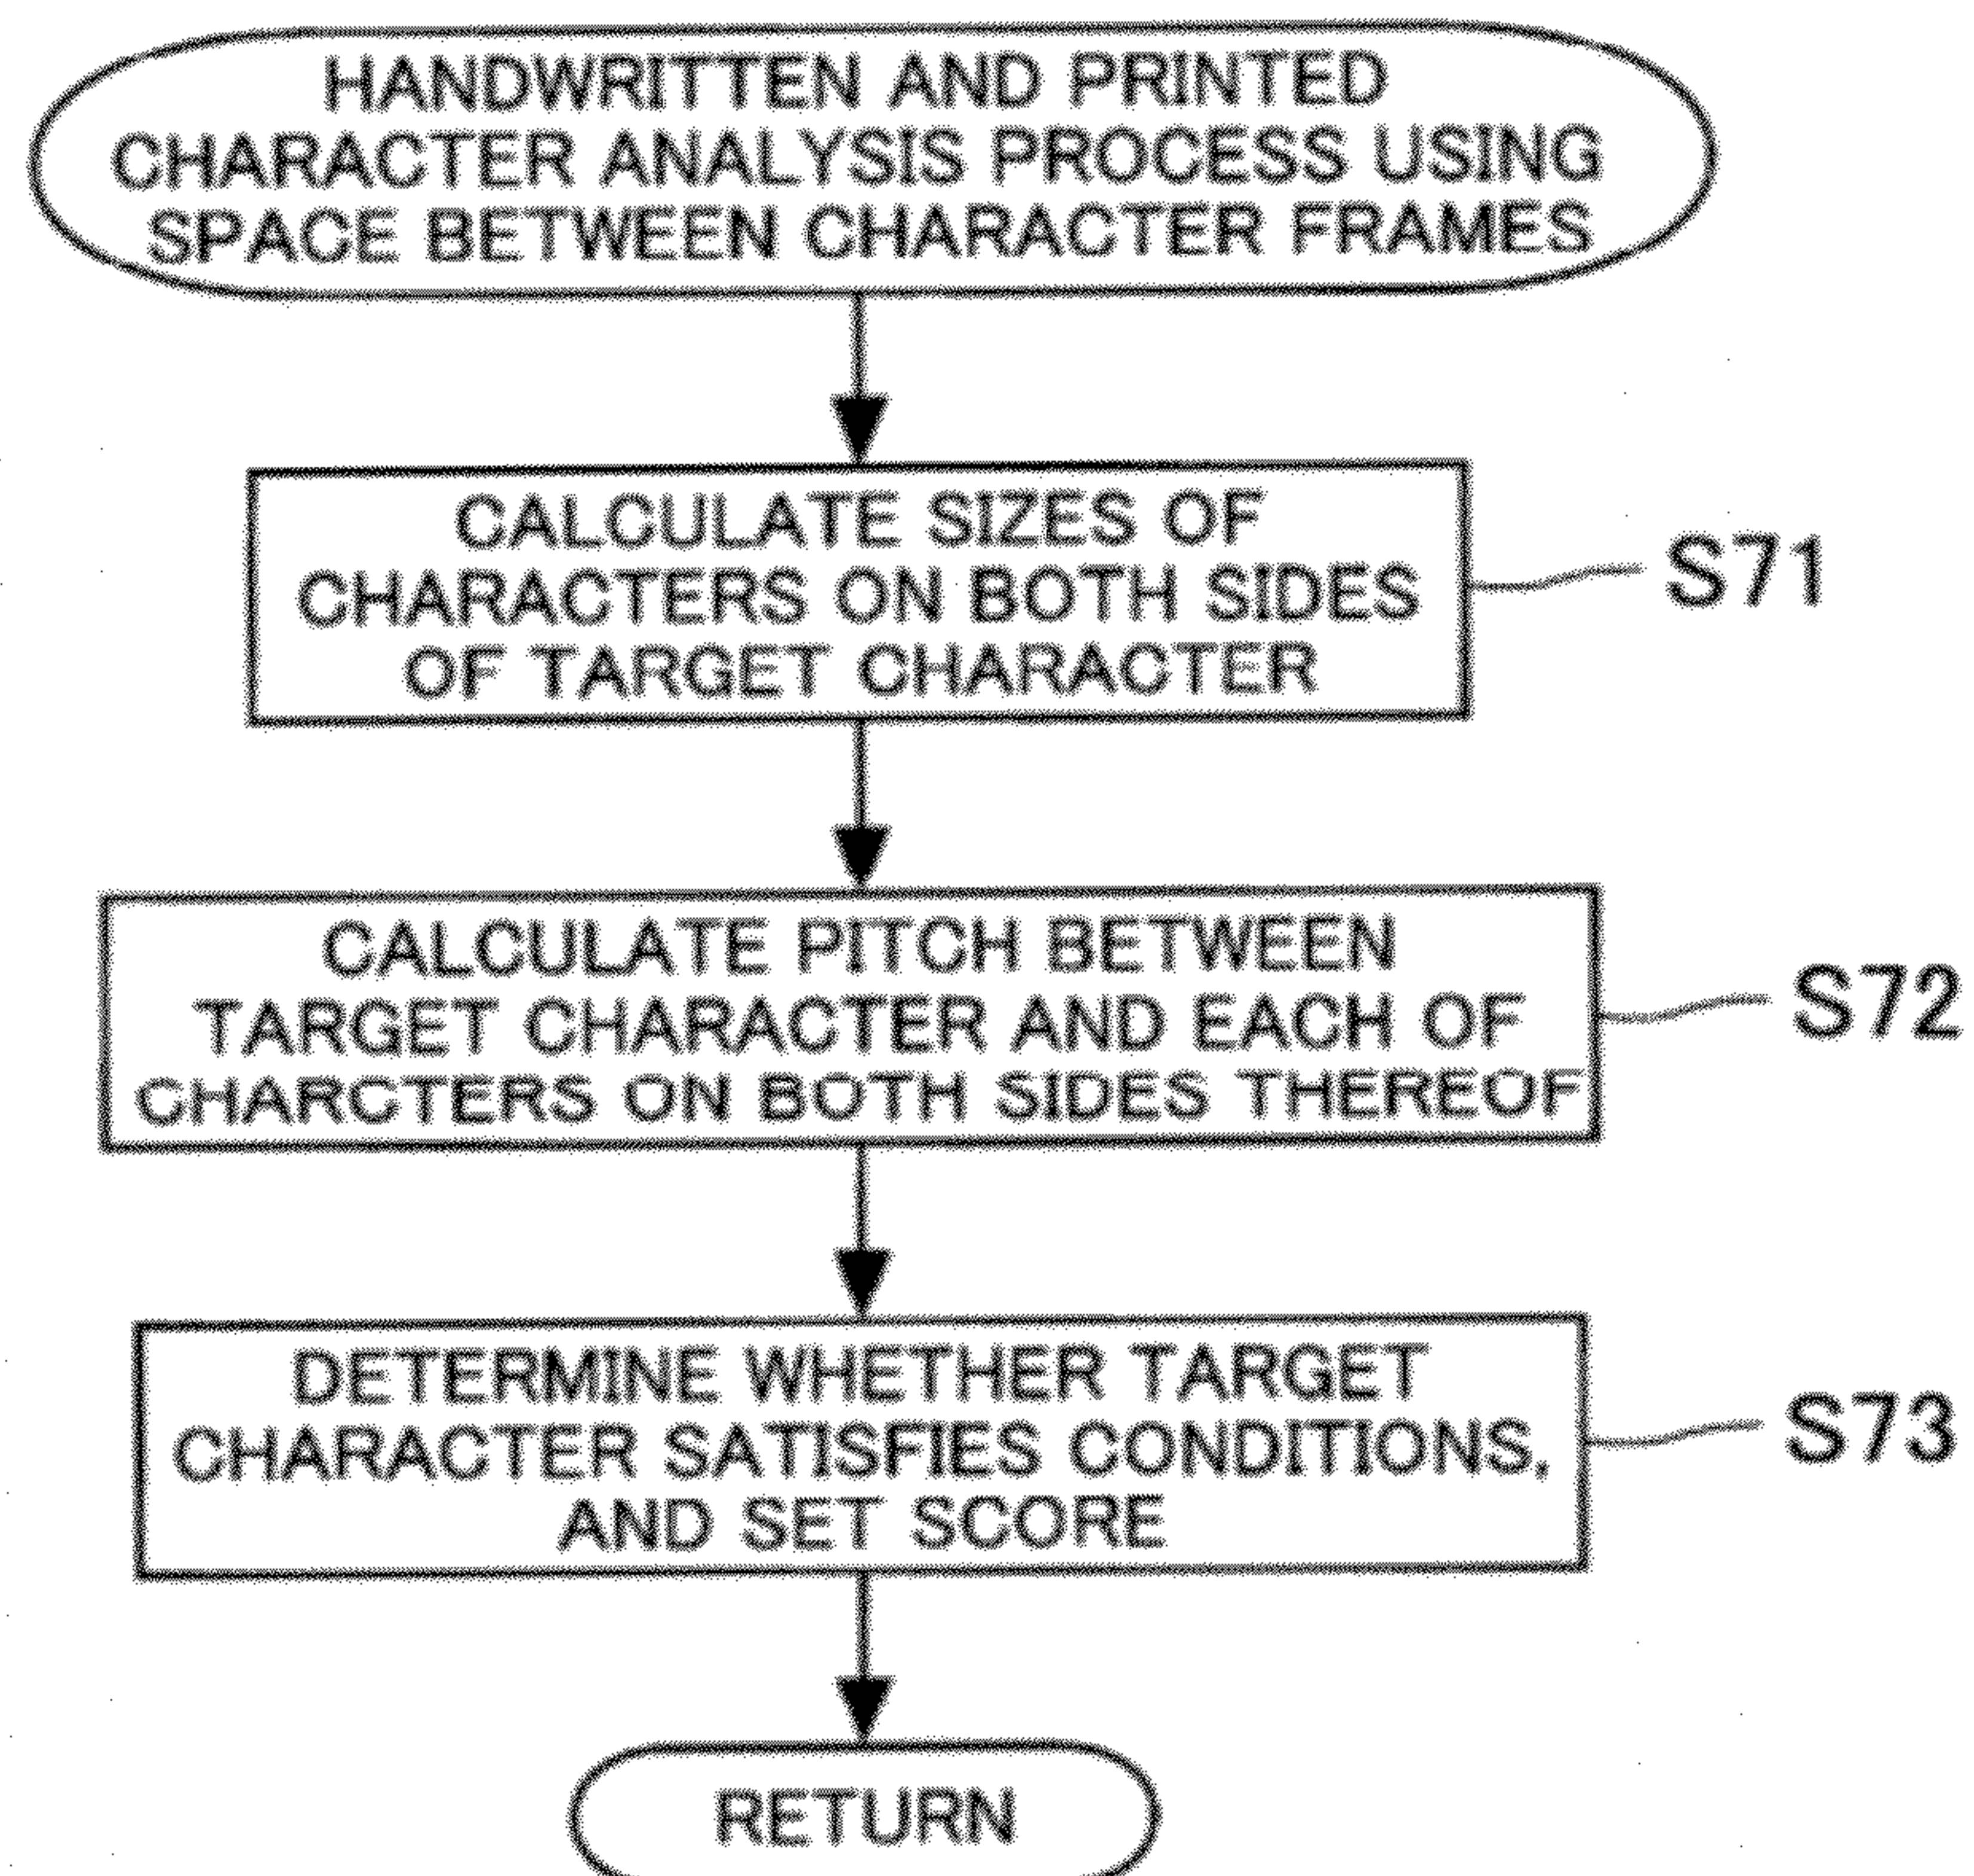 HANDWRITTEN AND PRINTED
CHARACTER ANALYSIS PROCESS USING
SPACE BETWEEN CHARACTER FRAMES
CALCULATE SIZES OF
CHARACTERS ON BOTH SIDES
OF TARGET CHARACTER
S71
CALCULATE PITCH BETWEEN
TARGET CHARACTER AND EACH OF
CHARCTERS ON BOTH SIDES THEREOF
S72
DETERMINE WHETHER TARGET
CHARACTER SATISFIES CONDITIONS,
AND SET SCORE
S73
RETURN